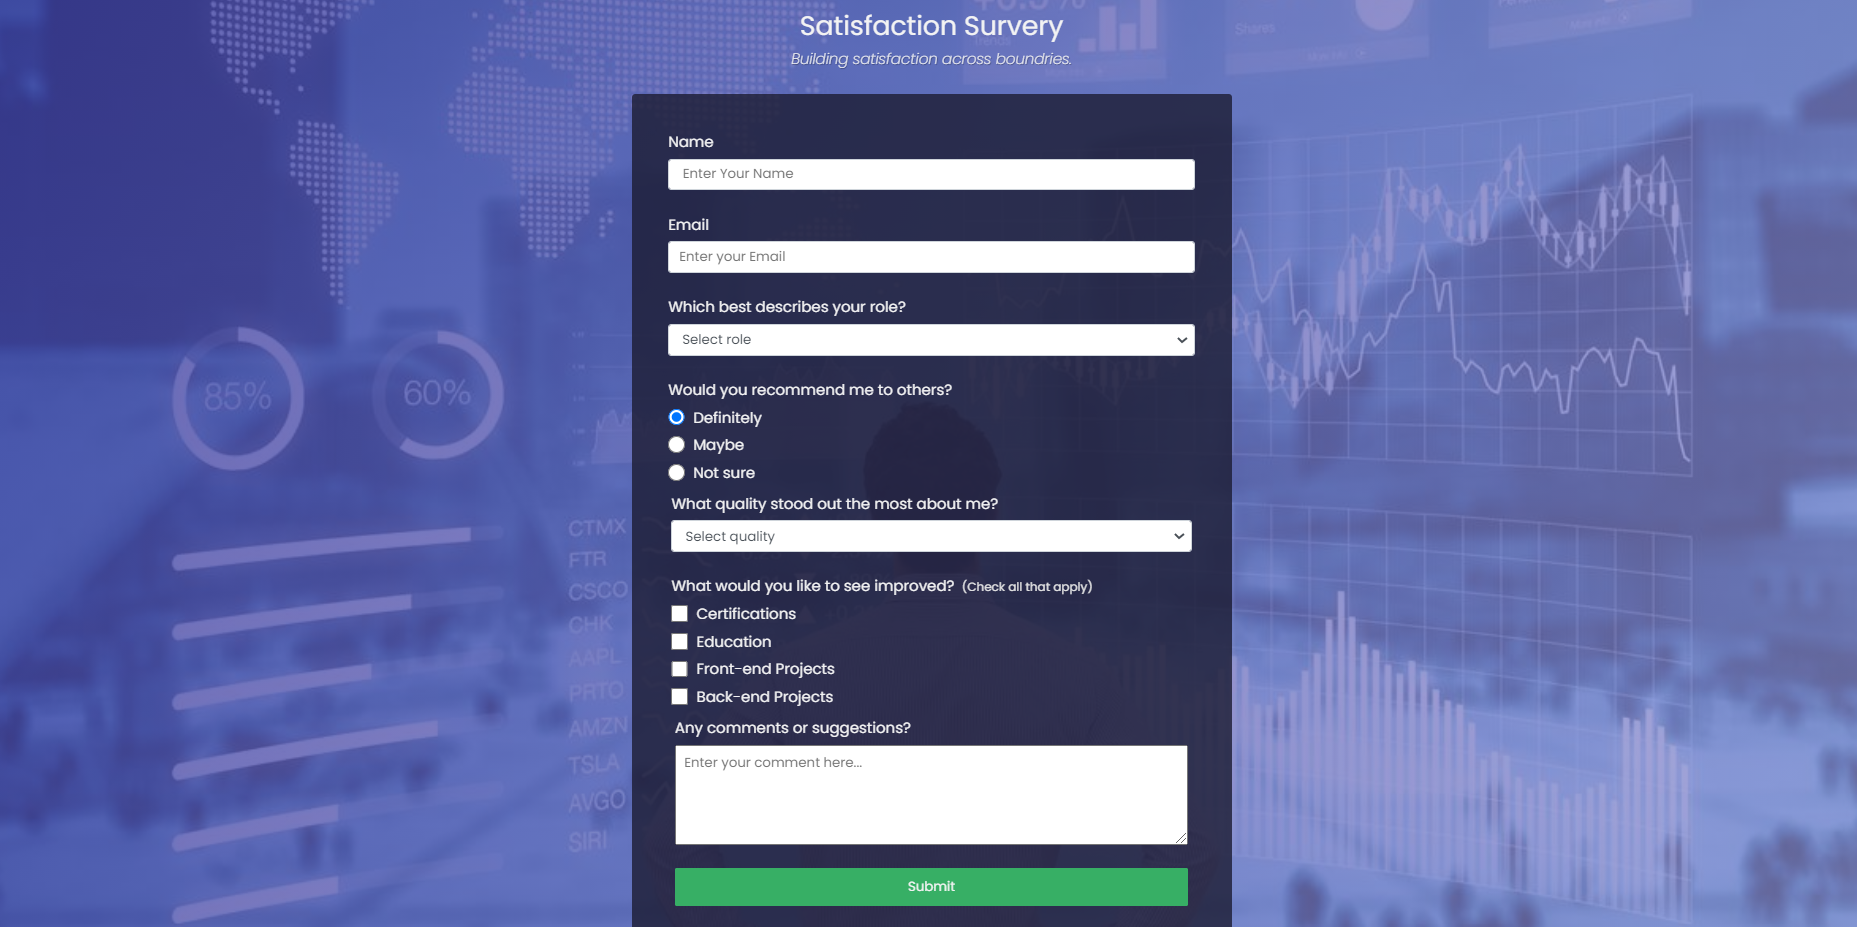 Satisfaction Survery
Building satisfaction across boundries.
Shares
Name
Enter Your Name
Email
Enter your Email
Which best describes your role?
Select role
85%
60%
Would you recommend me to others?
Definitely
Maybe
Not sure
What quality stood out the most about me?
Select quality
CTMX
FTR
CSCO
CHK
AAPL
PRTO
AMZN
TSLA
AVGO
SIRI
What would you like to see improved? (Check all that apply)
Certifications
Education
Front-end Projects
Back-end Projects
Any comments or suggestions?
Enter your comment here...
Submit